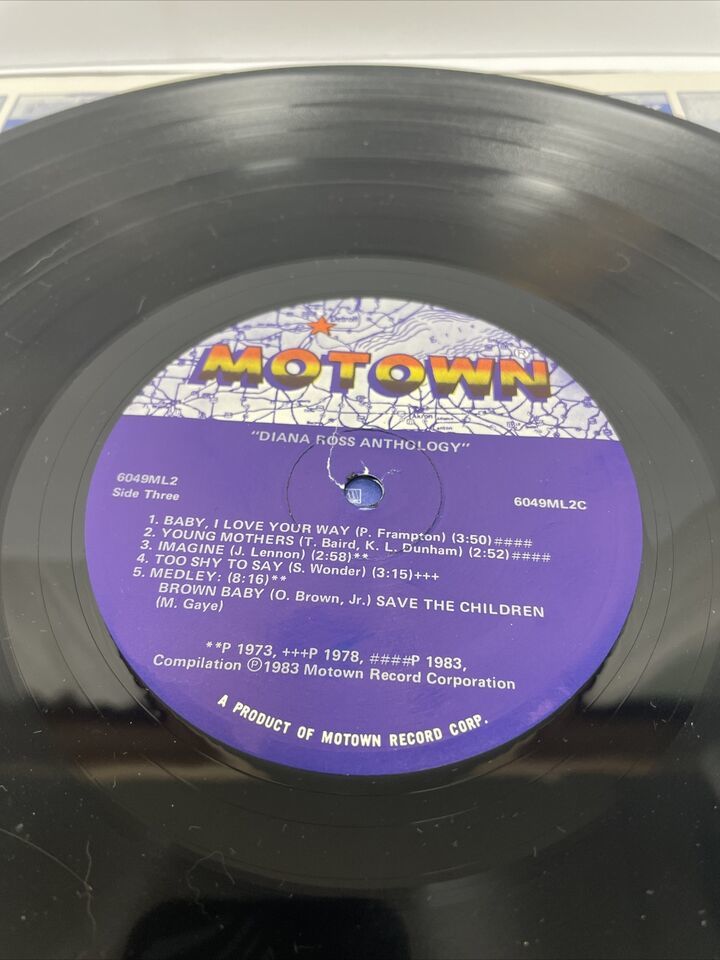 Detroit
MOTOWN®
Akron
Canton
"DIANA ROSS ANTHOLOGY"
6049ML2
Side Three
6049ML2C
1. BABY, I LOVE YOUR WAY (P. Frampton) (3:50)####
2. YOUNG MOTHERS (T. Baird, K. L. Dunham) (2:52)####
3. IMAGINE (J. Lennon) (2:58)**
4. TOO SHY TO SAY (S. Wonder) (3:15)+++
5. MEDLEY: (8:16)**
BROWN BABY (O. Brown, Jr.) SAVE THE CHILDREN
(M. Gaye)
**P 1973, +++P 1978, ####P 1983,
Compilation ℗1983 Motown Record Corporation
A PRODUCT OF MOTOWN RECORD CORP.